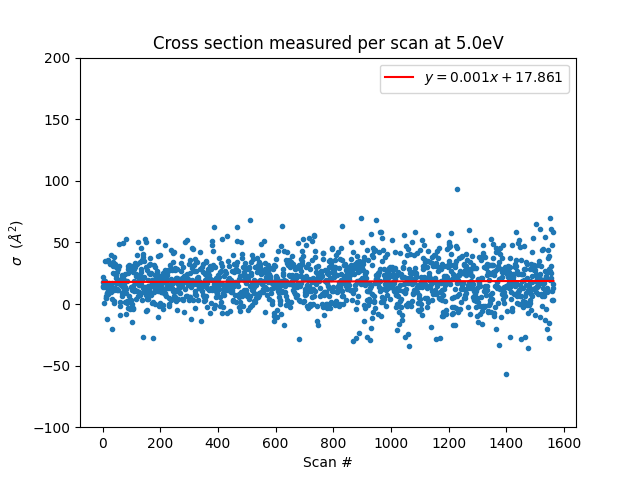 Cross section measured per scan at 5.0eV
y = 0.001x + 17.861
200
150
100
50
0
−50
−100
σ (Å²)
0 200 400 600 800 1000 1200 1400 1600
Scan #